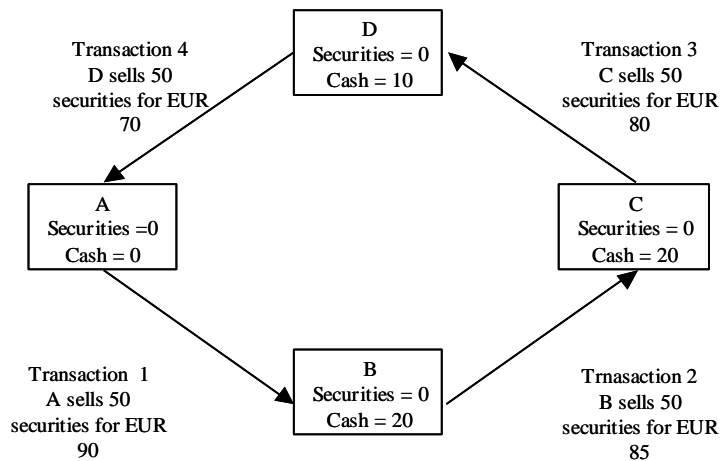 D
Securities = 0
Cash = 10
Transaction 4
D sells 50
securities for EUR
70
Transaction 3
C sells 50
securities for EUR
80
A
Securities =0
Cash = 0
C
Securities = 0
Cash = 20
B
Securities = 0
Cash = 20
Transaction 1
A sells 50
securities for EUR
90
Trnasaction 2
B sells 50
securities for EUR
85